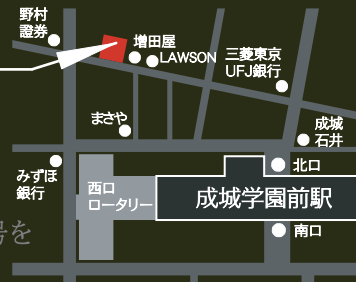 野村
證券
増田屋
LAWSON
三菱東京
UFJ銀行
まさや
成城
石井
みずほ
銀行
西口
ロータリー
北口
成城学園前駅
南口
号を